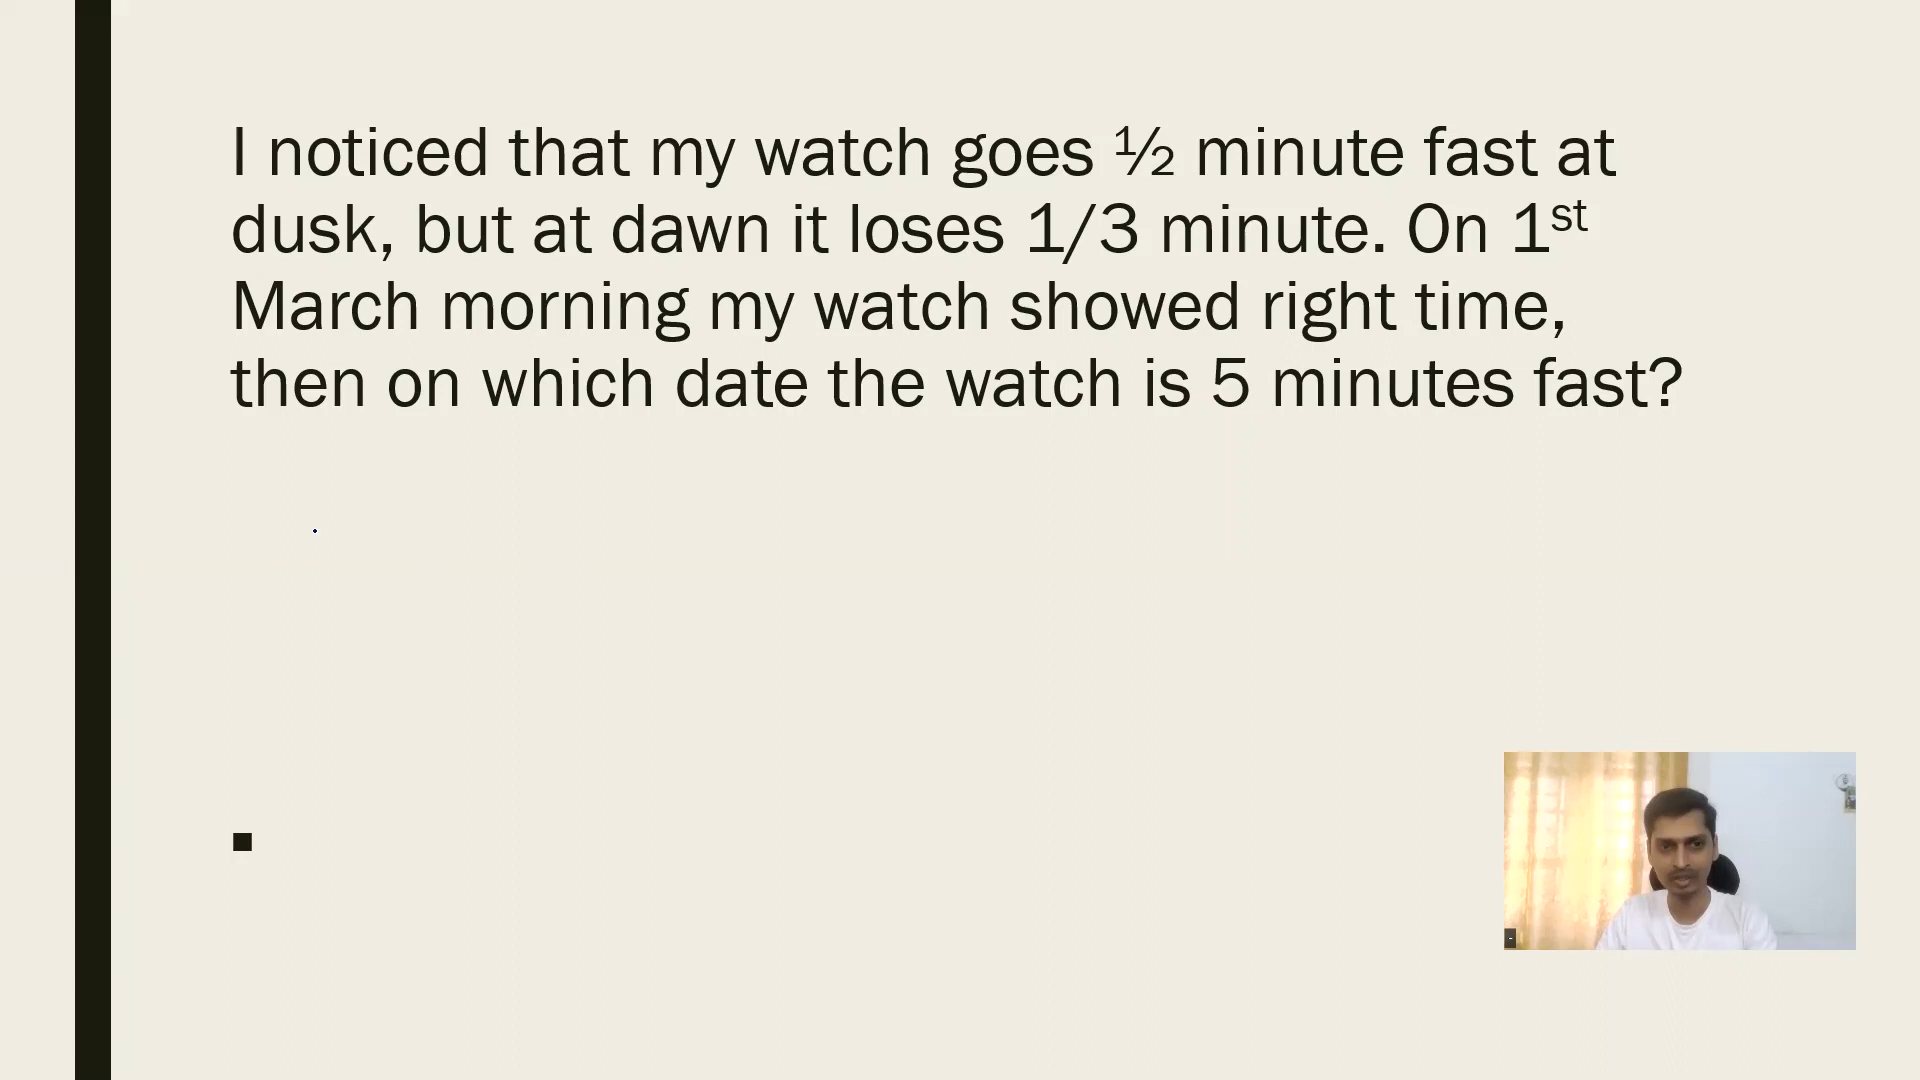 I noticed that my watch goes ½ minute fast at
dusk, but at dawn it loses 1/3 minute. On 1st
March morning my watch showed right time,
then on which date the watch is 5 minutes fast?